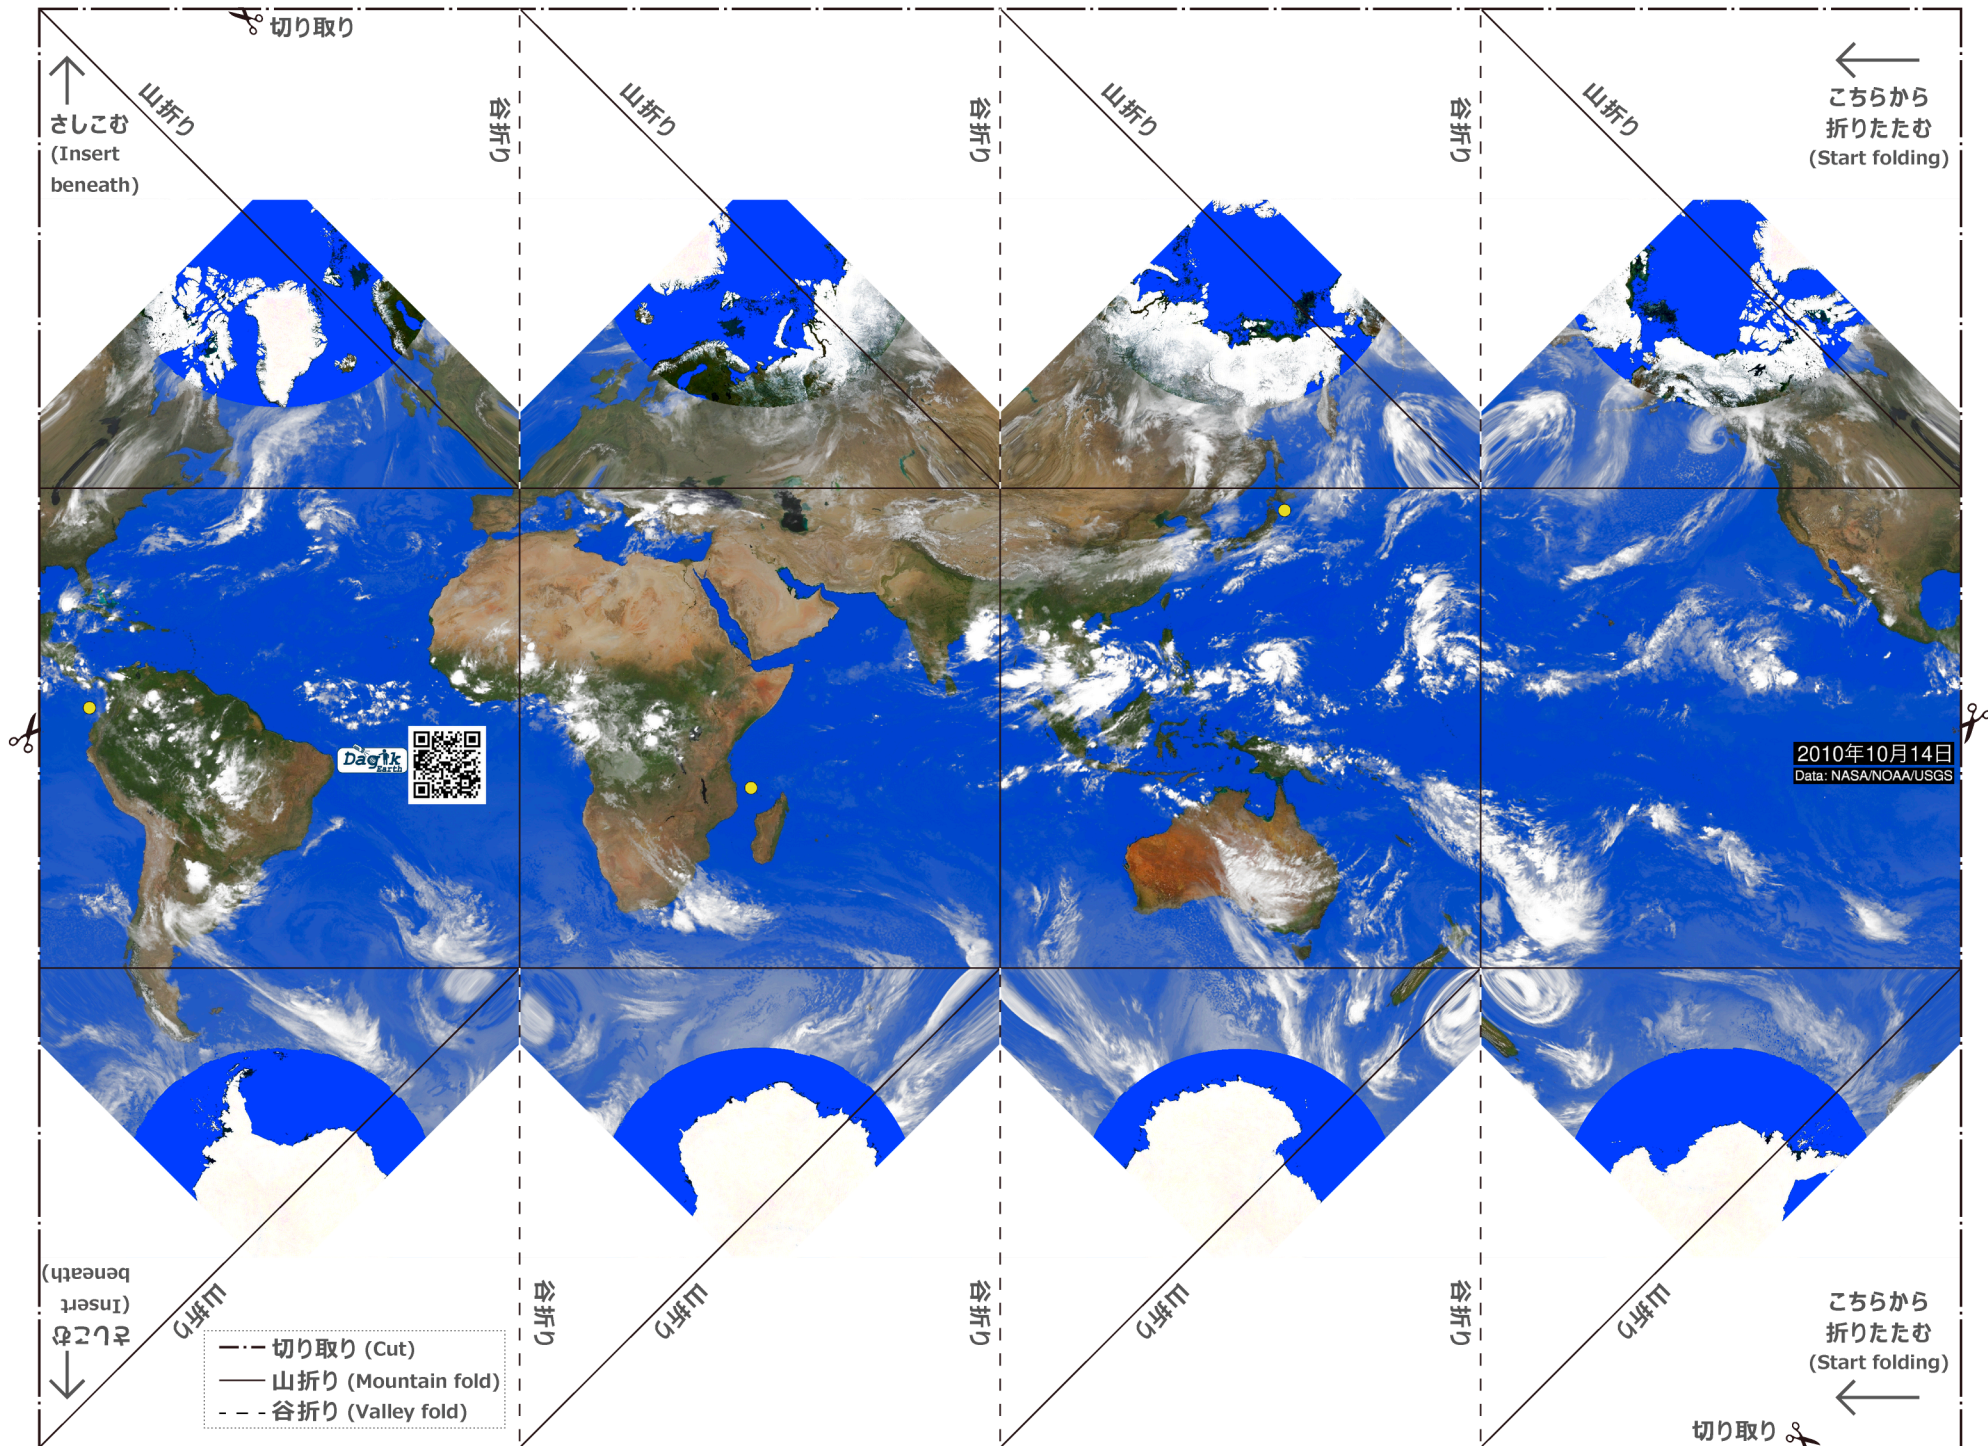 切り取り
さしこむ
(Insert
beneath)
山折り
谷折り
山折り
谷折り
山折り
谷折り
山折り
こちらから
折りたたむ
(Start folding)
Dagik
Earth
2010年10月14日
Data: NASA/NOAA/USGS
さしこむ
(Insert
beneath)
山折り
谷折り
山折り
谷折り
山折り
谷折り
山折り
こちらから
折りたたむ
(Start folding)
切り取り (Cut)
山折り (Mountain fold)
谷折り (Valley fold)
切り取り